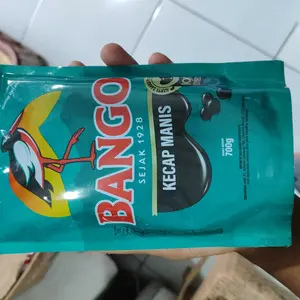 BANGO
SEJAK 1928
KECAP MANIS
700g